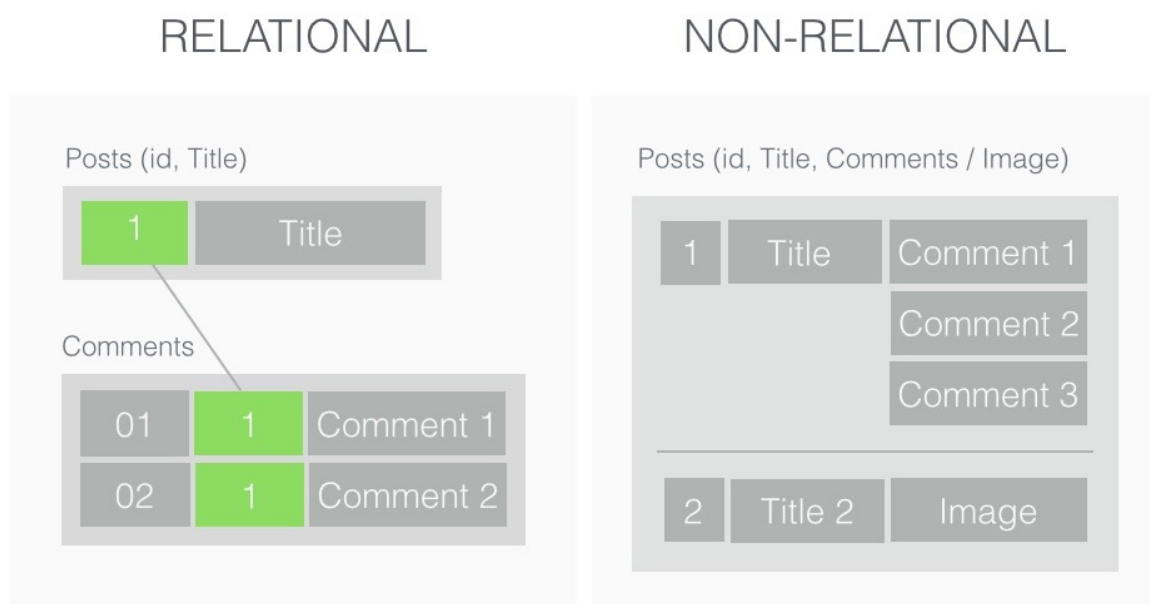 RELATIONAL
Posts (id, Title)
1 Title
Comments
01 1 Comment 1
02 1 Comment 2
NON-RELATIONAL
Posts (id, Title, Comments / Image)
1 Title Comment 1
Comment 2
Comment 3
2 Title 2 Image